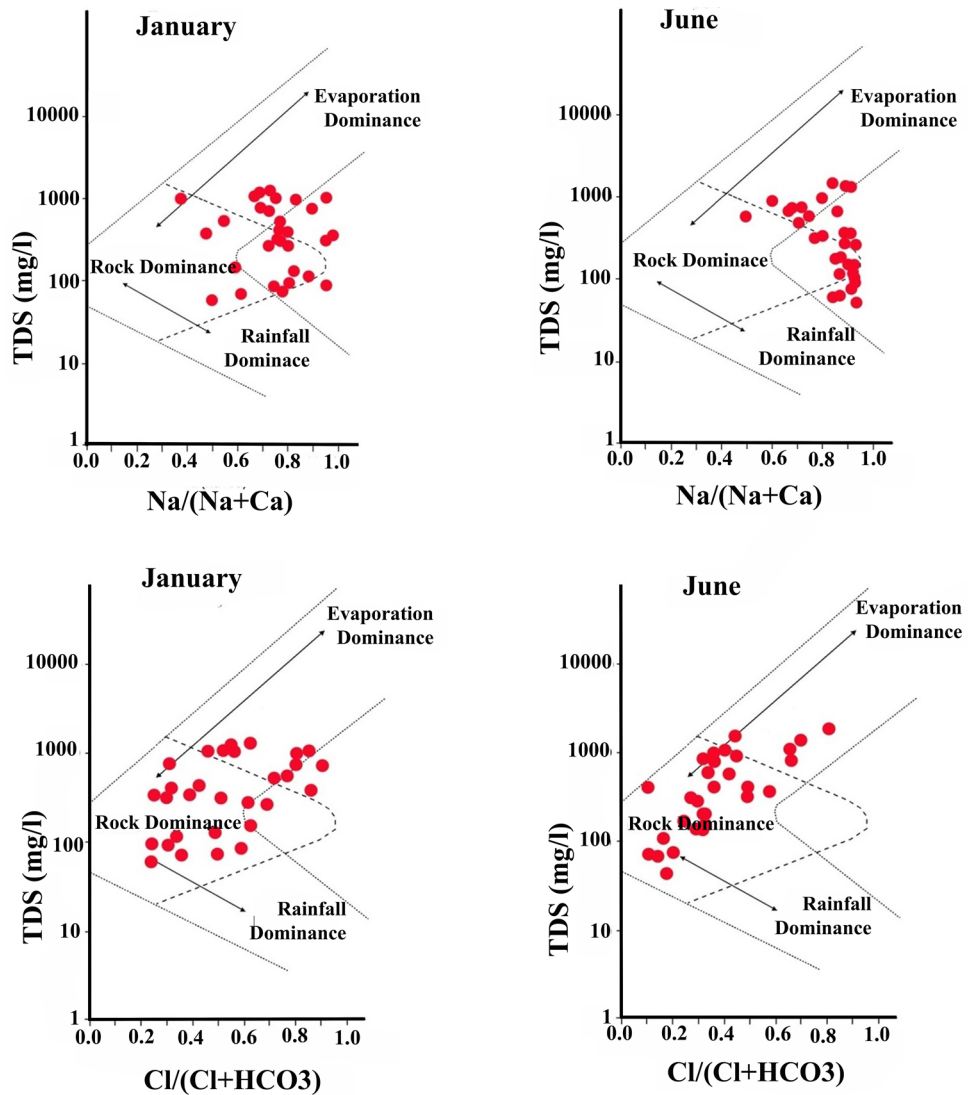 January
10000
1000
100
10
1
TDS (mg/l)
Evaporation
Dominance
Rock Dominance
Rainfall
Dominace
0.0 0.2 0.4 0.6 0.8 1.0
Na/(Na+Ca)
June
10000
1000
100
10
1
TDS (mg/l)
Evaporation
Dominance
Rock Dominace
Rainfall
Dominance
0.0 0.2 0.4 0.6 0.8 1.0
Na/(Na+Ca)
January
10000
1000
100
10
1
TDS (mg/l)
Evaporation
Dominance
Rock Dominance
Rainfall
Dominance
0.0 0.2 0.4 0.6 0.8 1.0
Cl/(Cl+HCO3)
June
10000
1000
100
10
1
TDS (mg/l)
Evaporation
Dominance
Rock Dominance
Rainfall
Dominance
0.0 0.2 0.4 0.6 0.8 1.0
Cl/(Cl+HCO3)